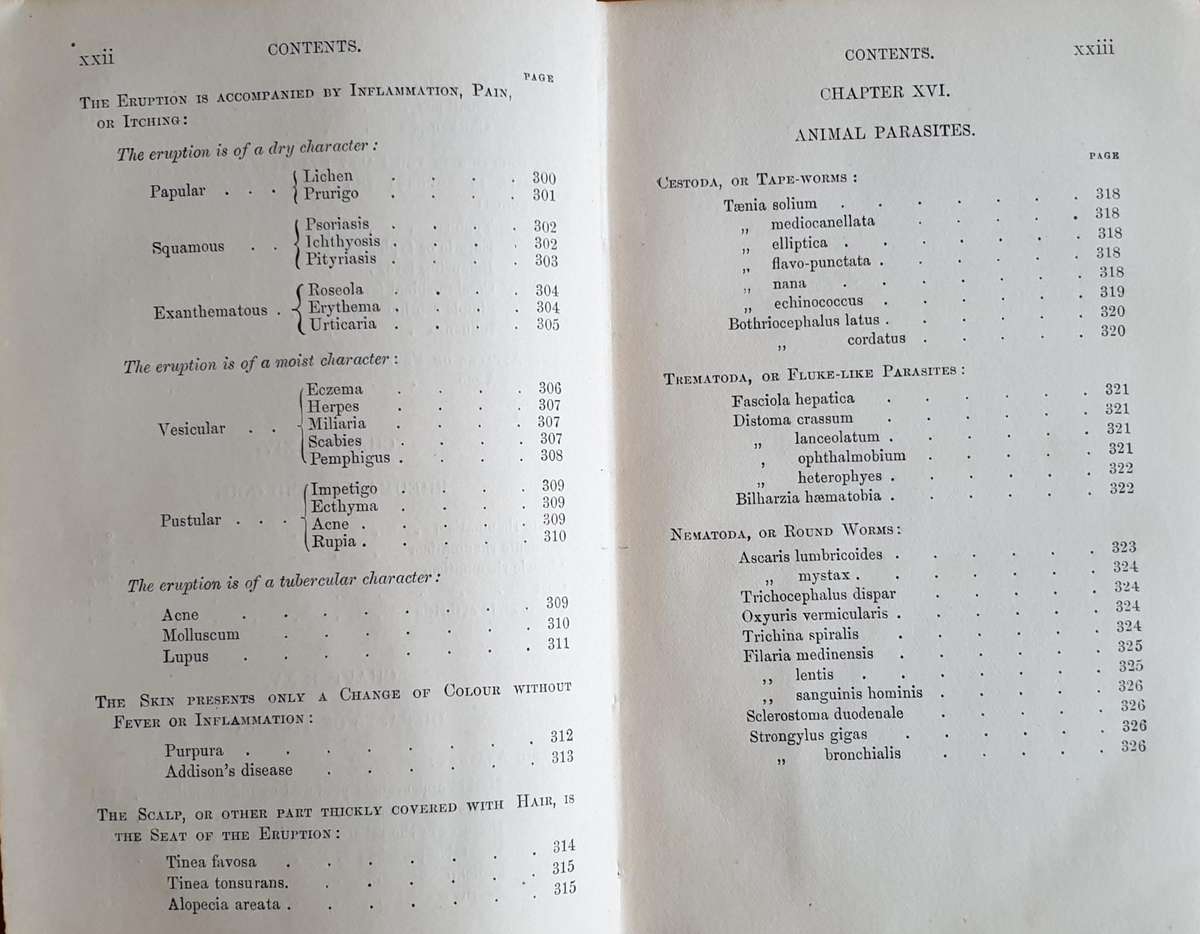 xxii CONTENTS.
PAGE
THE ERUPTION IS ACCOMPANIED BY INFLAMMATION, PAIN,
OR ITCHING:
The eruption is of a dry character:
Papular . . . { Lichen . . . . 300
Prurigo . . . . 301
Squamous . . { Psoriasis . . . . 302
Ichthyosis . . . . 302
Pityriasis . . . . 303
Exanthematous . { Roseola . . . . 304
Erythema . . . . 304
Urticaria . . . . 305
The eruption is of a moist character:
Vesicular . . { Eczema . . . . 306
Herpes . . . . 307
Miliaria . . . . 307
Scabies . . . . 307
Pemphigus . . . . 308
Pustular . . . { Impetigo . . . . 309
Ecthyma . . . . 309
Acne . . . . . 309
Rupia . . . . . 310
The eruption is of a tubercular character:
Acne . . . . . . . . 309
Molluscum . . . . . . . 310
Lupus . . . . . . . . 311
THE SKIN PRESENTS ONLY A CHANGE OF COLOUR WITHOUT
FEVER OR INFLAMMATION:
Purpura . . . . . . . . 312
Addison's disease . . . . . . 313
THE SCALP, OR OTHER PART THICKLY COVERED WITH HAIR, IS
THE SEAT OF THE ERUPTION:
Tinea favosa . . . . . . . 314
Tinea tonsurans. . . . . . . 315
Alopecia areata . . . . . . . 315
CONTENTS. xxiii
CHAPTER XVI.
ANIMAL PARASITES.
PAGE
CESTODA, OR TAPE-WORMS:
Tænia solium . . . . . . . 318
„ mediocanellata . . . . . 318
„ elliptica . . . . . . 318
„ flavo-punctata . . . . . . 318
„ nana . . . . . . 318
„ echinococcus . . . . . . 319
Bothriocephalus latus . . . . . . 320
„ cordatus . . . . . 320
TREMATODA, OR FLUKE-LIKE PARASITES:
Fasciola hepatica . . . . . . 321
Distoma crassum . . . . . . 321
„ lanceolatum . . . . . . 321
, ophthalmobium . . . . . 321
„ heterophyes . . . . . . 322
Bilharzia hæmatobia . . . . . . 322
NEMATODA, OR ROUND WORMS:
Ascaris lumbricoides . . . . . . 323
„ mystax . . . . . . . 324
Trichocephalus dispar . . . . . 324
Oxyuris vermicularis . . . . . . 324
Trichina spiralis . . . . . . 324
Filaria medinensis . . . . . . 325
„ lentis . . . . . . . 325
„ sanguinis hominis . . . . . 326
Sclerostoma duodenale . . . . . 326
Strongylus gigas . . . . . . 326
„ bronchialis . . . . . 326